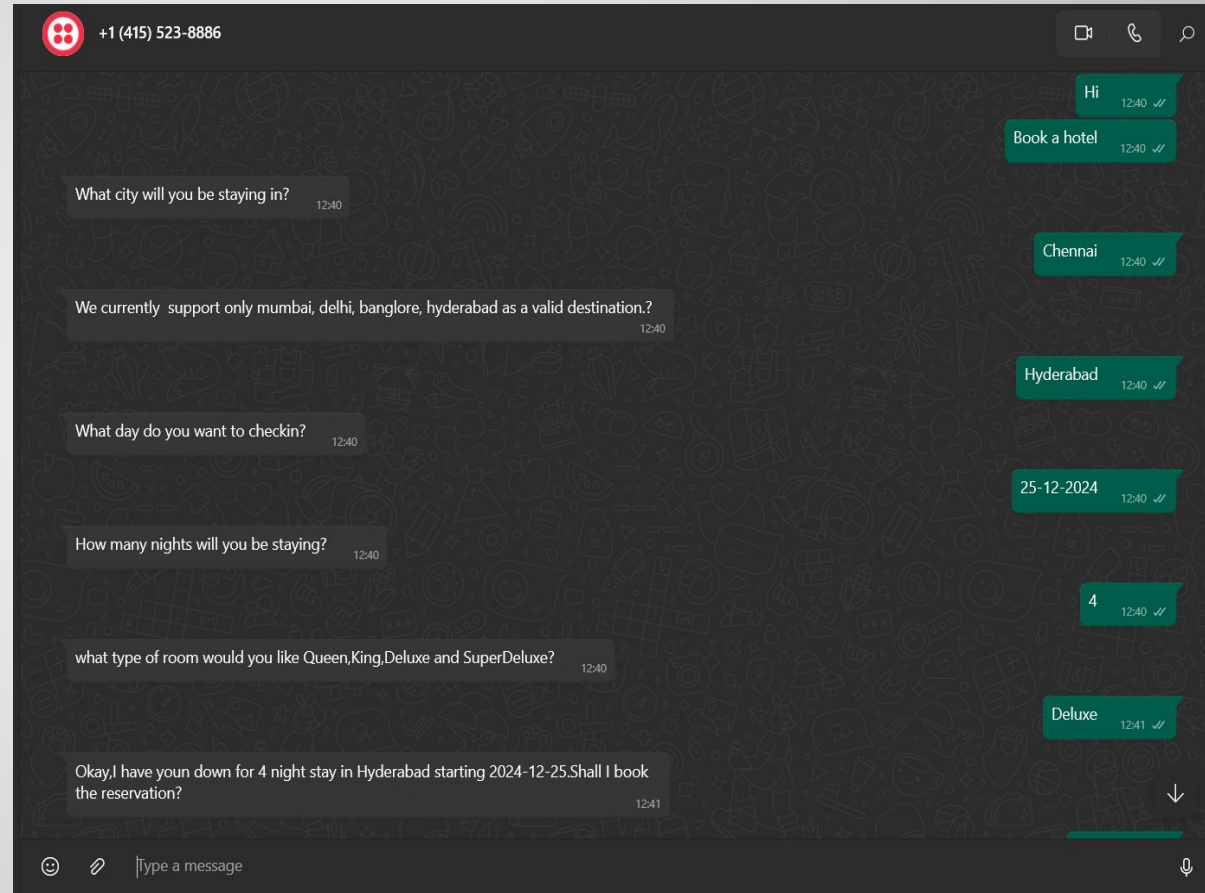 +1 (415) 523-8886
Hi
12:40
Book a hotel
12:40
What city will you be staying in?
12:40
Chennai
12:40
We currently  support only mumbai, delhi, banglore, hyderabad as a valid destination.?
12:40
Hyderabad
12:40
What day do you want to checkin?
12:40
25-12-2024
12:40
How many nights will you be staying?
12:40
4
12:40
what type of room would you like Queen,King,Deluxe and SuperDeluxe?
12:40
Deluxe
12:41
Okay,I have youn down for 4 night stay in Hyderabad starting 2024-12-25.Shall I book
the reservation?
12:41
Type a message